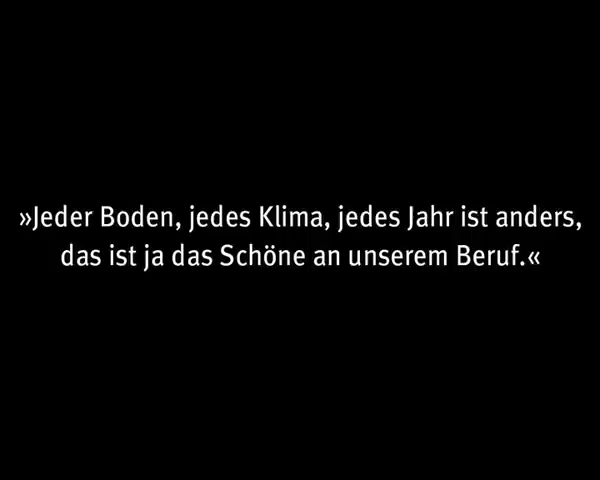 »Jeder Boden, jedes Klima, jedes Jahr ist anders,
das ist ja das Schöne an unserem Beruf.«